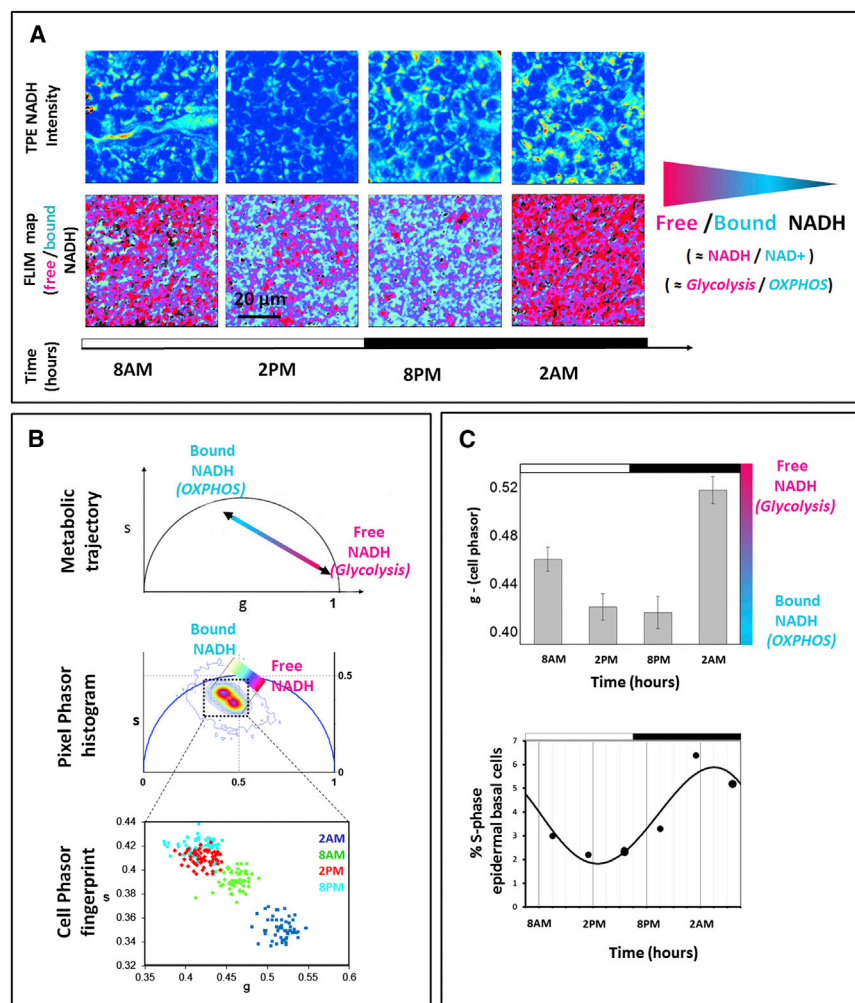 A
TPE NADH
Intensity
FLIM map
(free/bound
NADH)
20 µm
Free /Bound NADH
( ≈ NADH / NAD+ )
( ≈ Glycolysis / OXPHOS)
Time
(hours)
8AM 2PM 8PM 2AM
B
Metabolic
trajectory
Bound
NADH
(OXPHOS)
Free
NADH
(Glycolysis)
s
g
1
Pixel Phasor
histogram
Bound
NADH
Free
NADH
s
0.5
0
0 0.5 1
Cell Phasor
fingerprint
s
0.44
0.42
0.4
0.38
0.36
0.34
0.32
2AM
8AM
2PM
8PM
0.35 0.4 0.45 0.5 0.55 0.6
g
C
g - (cell phasor)
0.52
0.48
0.44
0.40
8AM 2PM 8PM 2AM
Time (hours)
Free
NADH
(Glycolysis)
Bound
NADH
(OXPHOS)
% S-phase
epidermal basal cells
7
6
5
4
3
2
1
0
8AM 2PM 8PM 2AM
Time (hours)